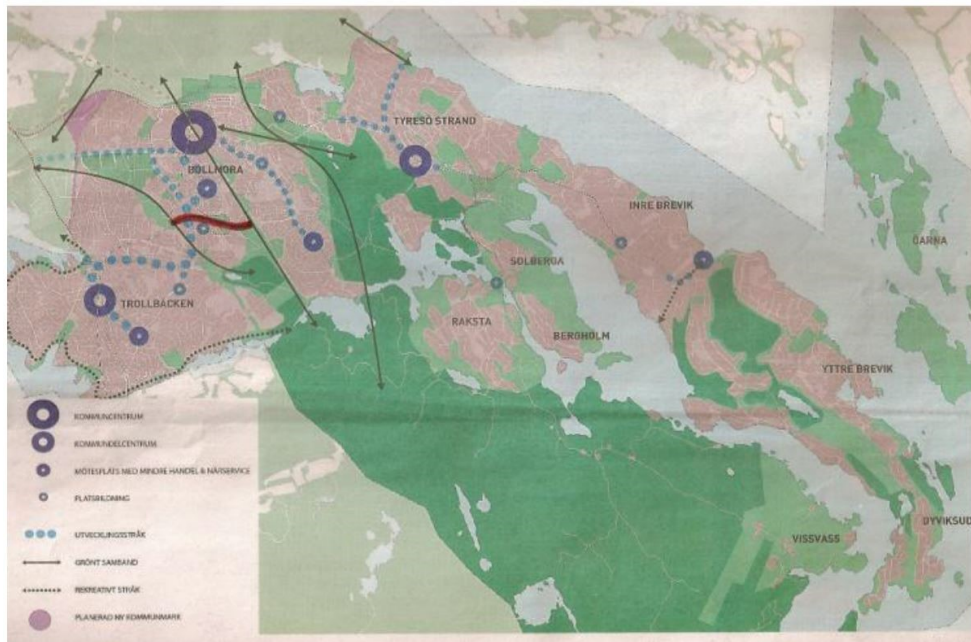 TYRESÖ STRAND
BOLLMORA
INRE BREVIK
ÖARNA
SOLBERGA
TROLLBÄCKEN
RAKSTA
BERGHOLM
YTTRE BREVIK
KOMMUNCENTRUM
KOMMUNDELCENTRUM
MÖTESPLATS MED MINDRE HANDEL & NÄRSERVICE
PLATSBILDNING
DYVIKSUD
UTVECKLINGSSTRÅK
VISSVASS
GRÖNT SAMBAND
REKREATIVT STRÅK
PLANERAD NY KOMMUNMARK